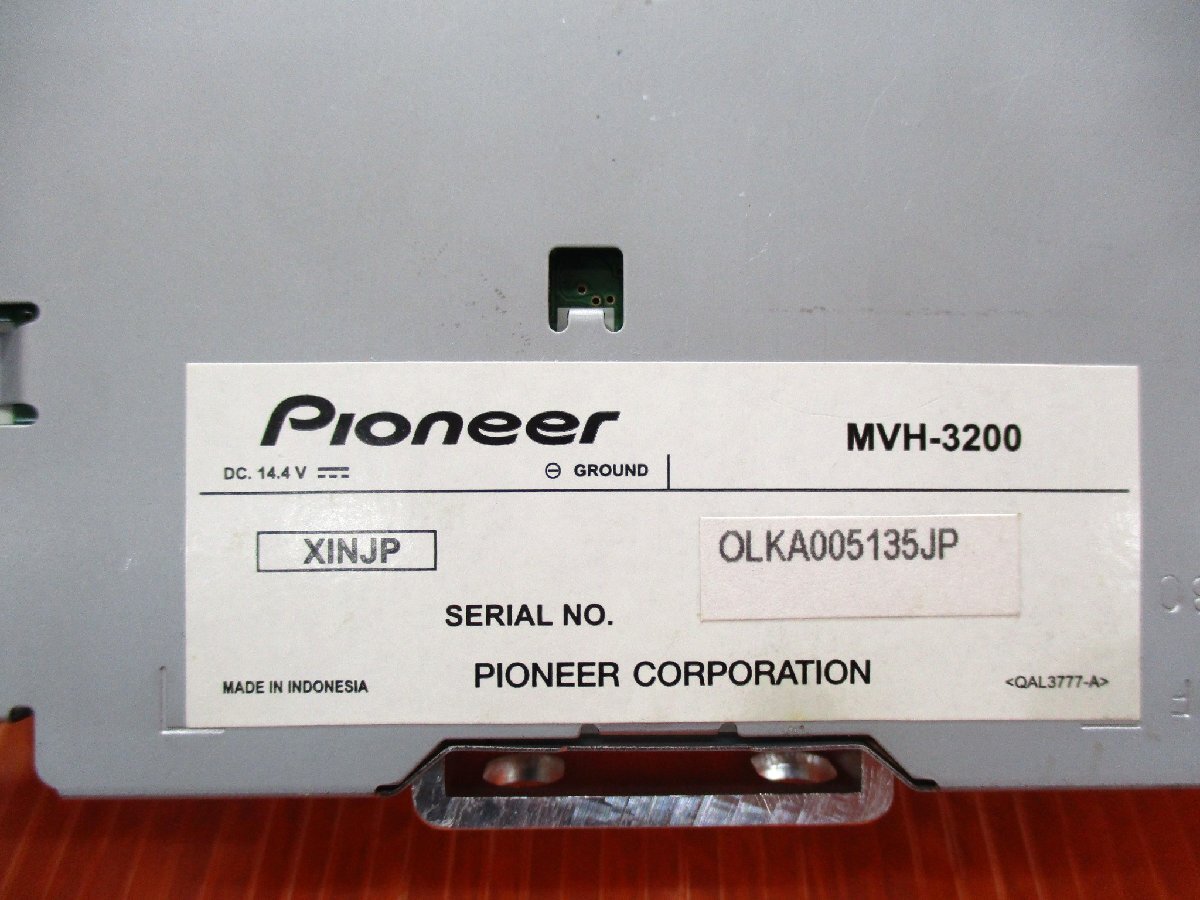 Pioneer
MVH-3200
DC. 14.4 V ⎓
⊖ GROUND
XINJP
OLKA005135JP
SERIAL NO.
PIONEER CORPORATION
MADE IN INDONESIA
<QAL3777-A>